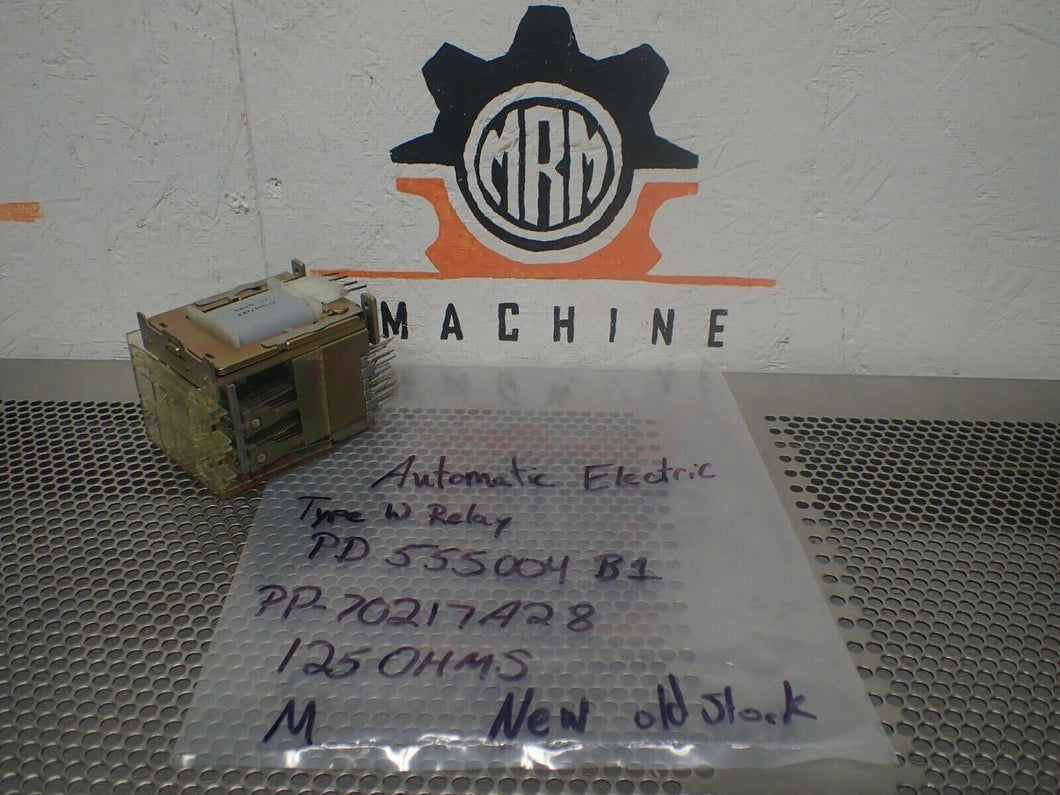 MRM
MACHINE
Automatic Electric
Type W Relay
PD 555004 B1
PP-70217A28
125 OHMS
M New old Stock